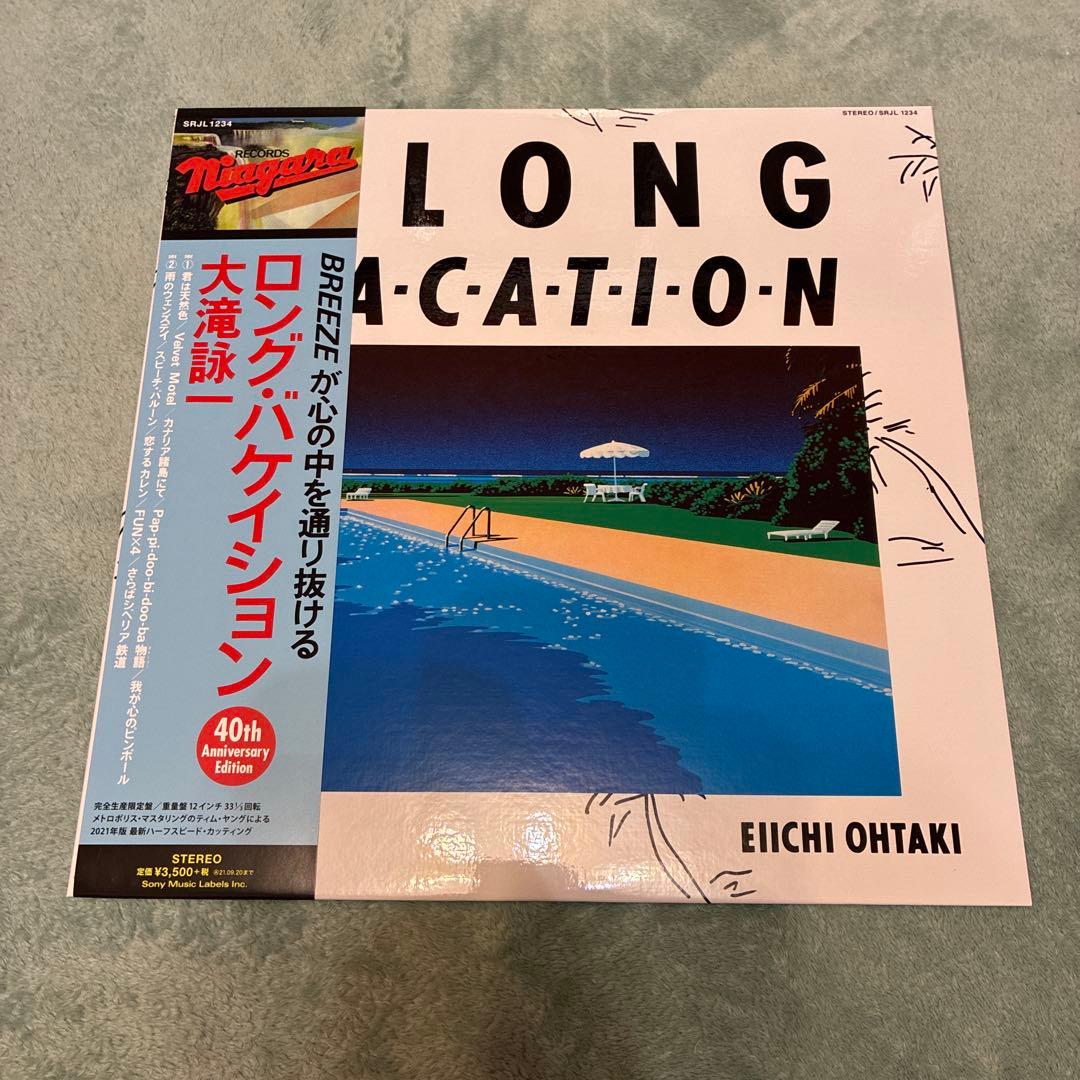 SRJL 1234
RECORDS
Niagara
BREEZE が心の中を通り抜ける
ロング・バケイション
大滝詠一
SIDE ① 君は天然色/Velvet Motel/カナリア諸島にて/Pap-pi-doo-bi-doo-ba物語/我が心のピンボール
SIDE ② 雨のウェンズデイ/スピーチ・バルーン/恋するカレン/FUN×4/さらばシベリア鉄道
40th
Anniversary
Edition
完全生産限定盤/重量盤12インチ 33 1/3回転
メトロポリス・マスタリングのティム・ヤングによる
2021年版 最新ハーフスピード・カッティング
STEREO
定価 ¥3,500+税 Ⓐ21.09.20まで
Sony Music Labels Inc.
STEREO/SRJL 1234
LONG
A·C·A·T·I·O·N
EIICHI OHTAKI